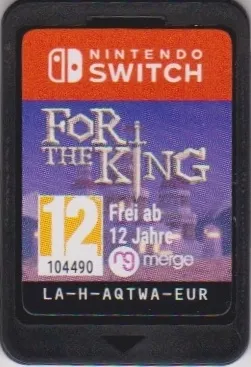 NINTENDO
SWITCH
FOR
THE KING
12
104490
Frei ab
12 Jahre
merge
LA-H-AQTWA-EUR